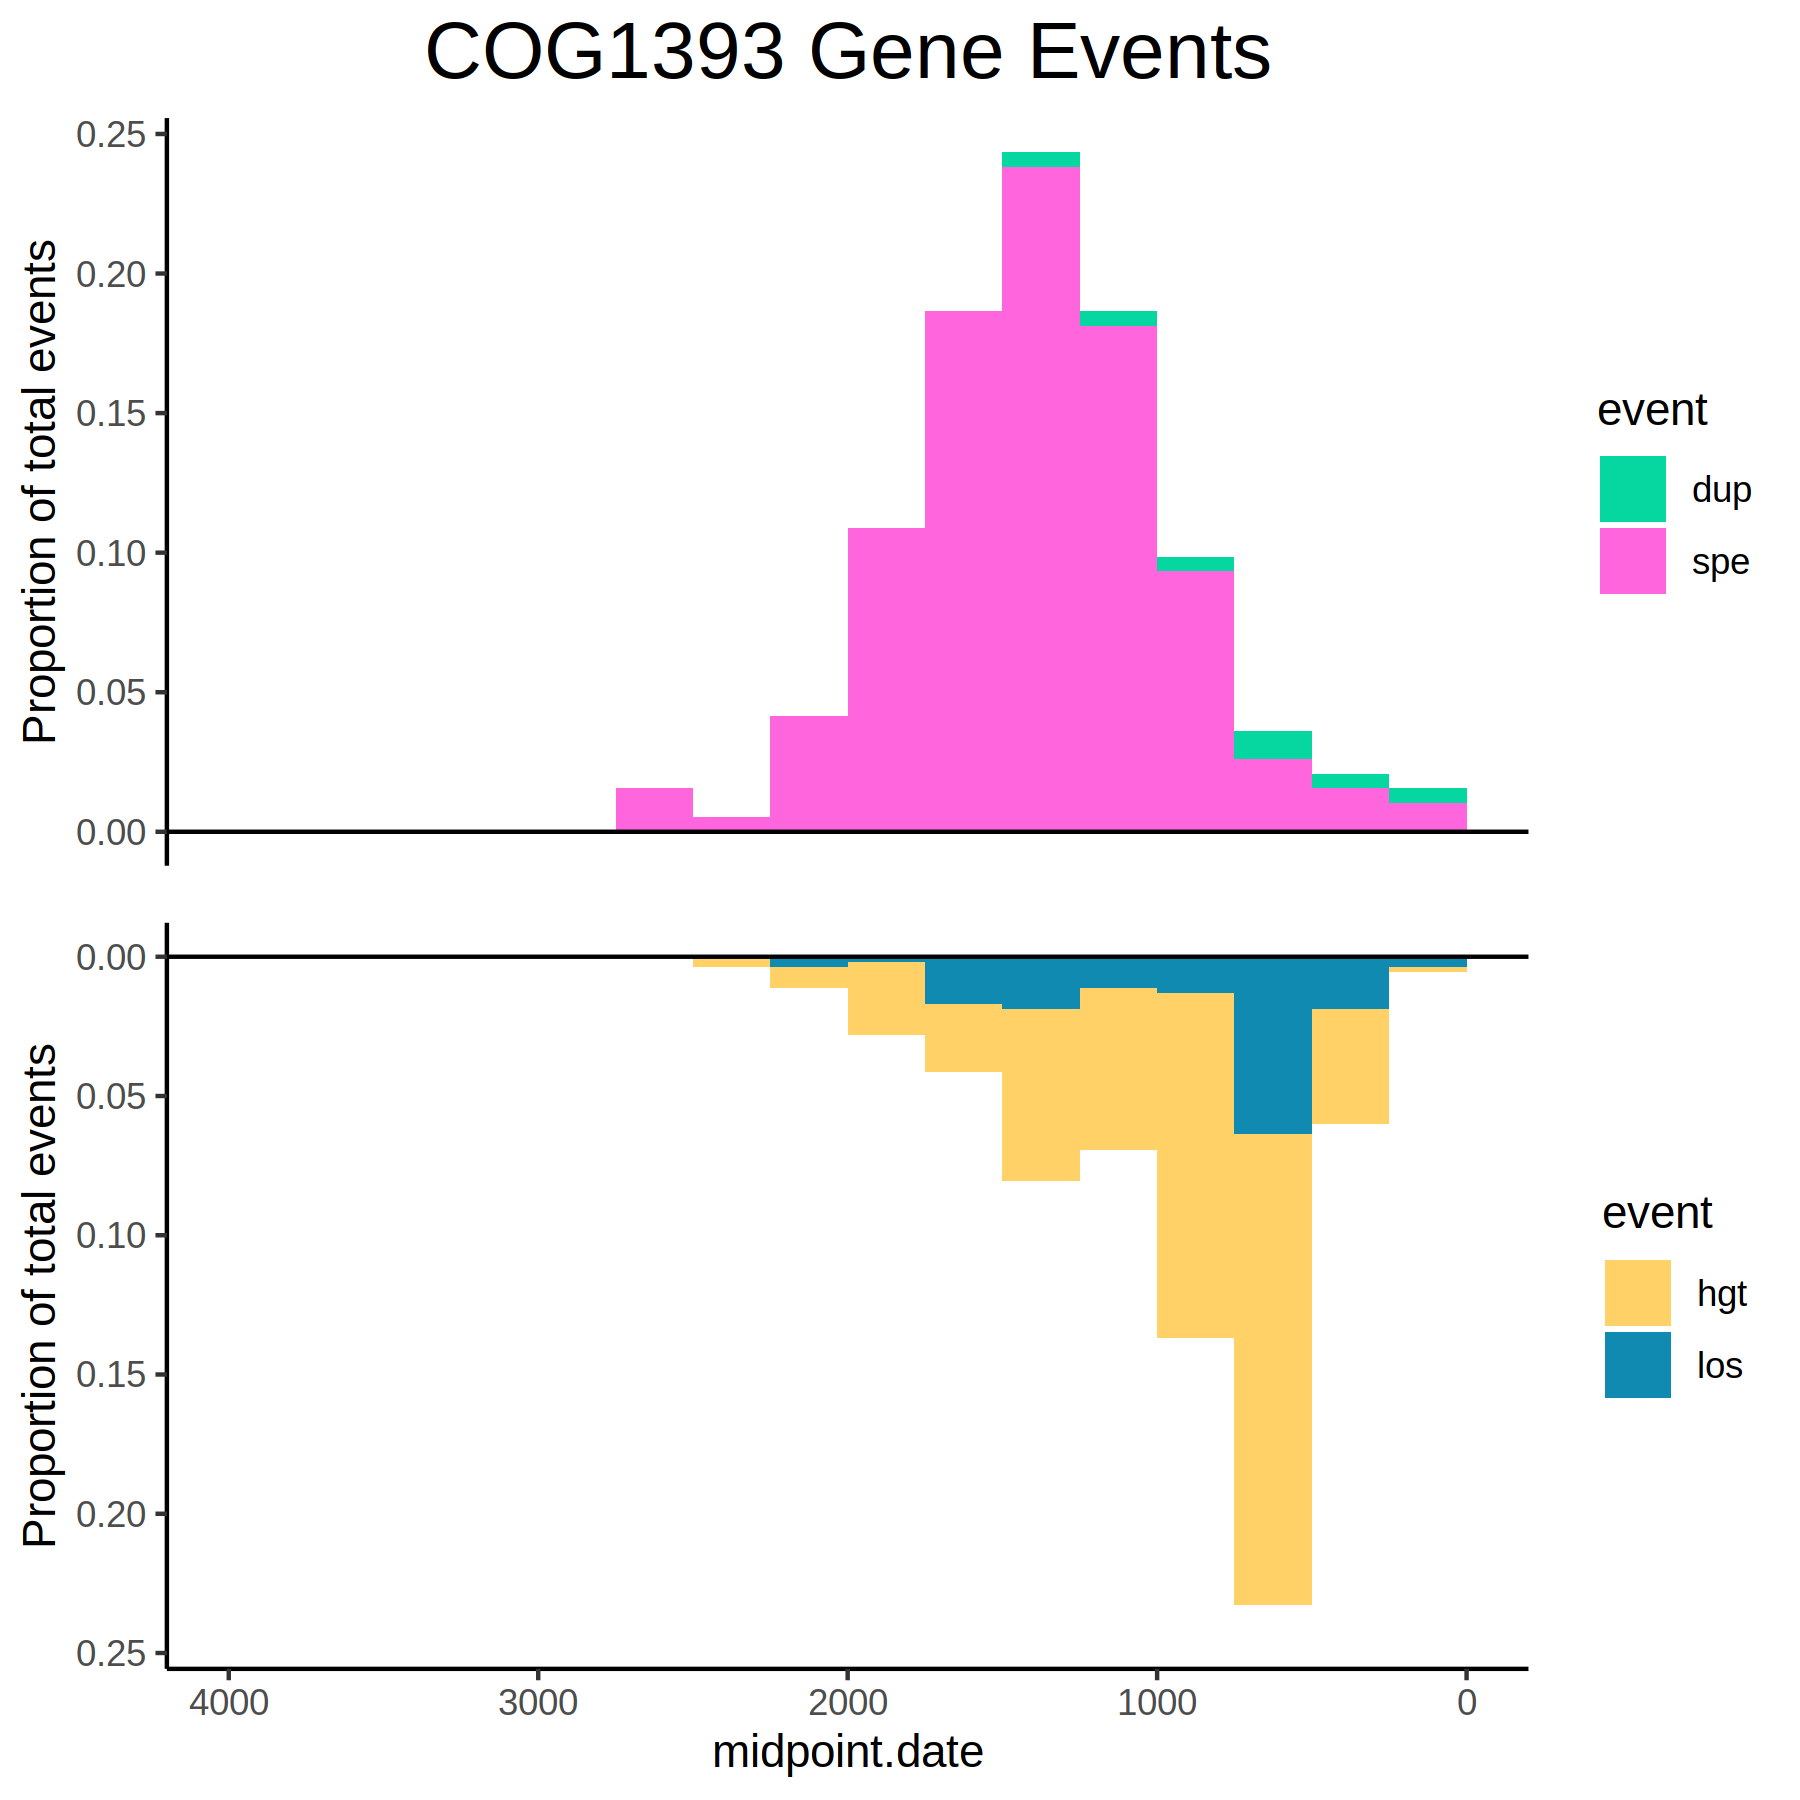 COG1393 Gene Events
Proportion of total events
0.25
0.20
0.15
0.10
0.05
0.00
event
dup
spe
Proportion of total events
0.00
0.05
0.10
0.15
0.20
0.25
event
hgt
los
4000 3000 2000 1000 0
midpoint.date